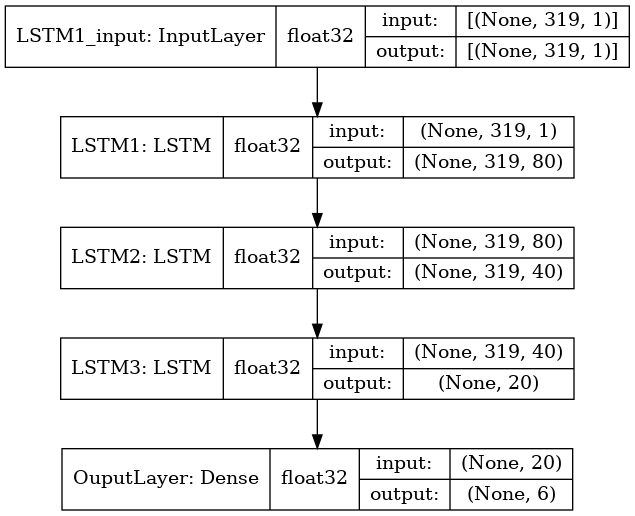 LSTM1_input: InputLayer float32 input: [(None, 319, 1)]
output: [(None, 319, 1)]
LSTM1: LSTM float32 input: (None, 319, 1)
output: (None, 319, 80)
LSTM2: LSTM float32 input: (None, 319, 80)
output: (None, 319, 40)
LSTM3: LSTM float32 input: (None, 319, 40)
output: (None, 20)
OuputLayer: Dense float32 input: (None, 20)
output: (None, 6)